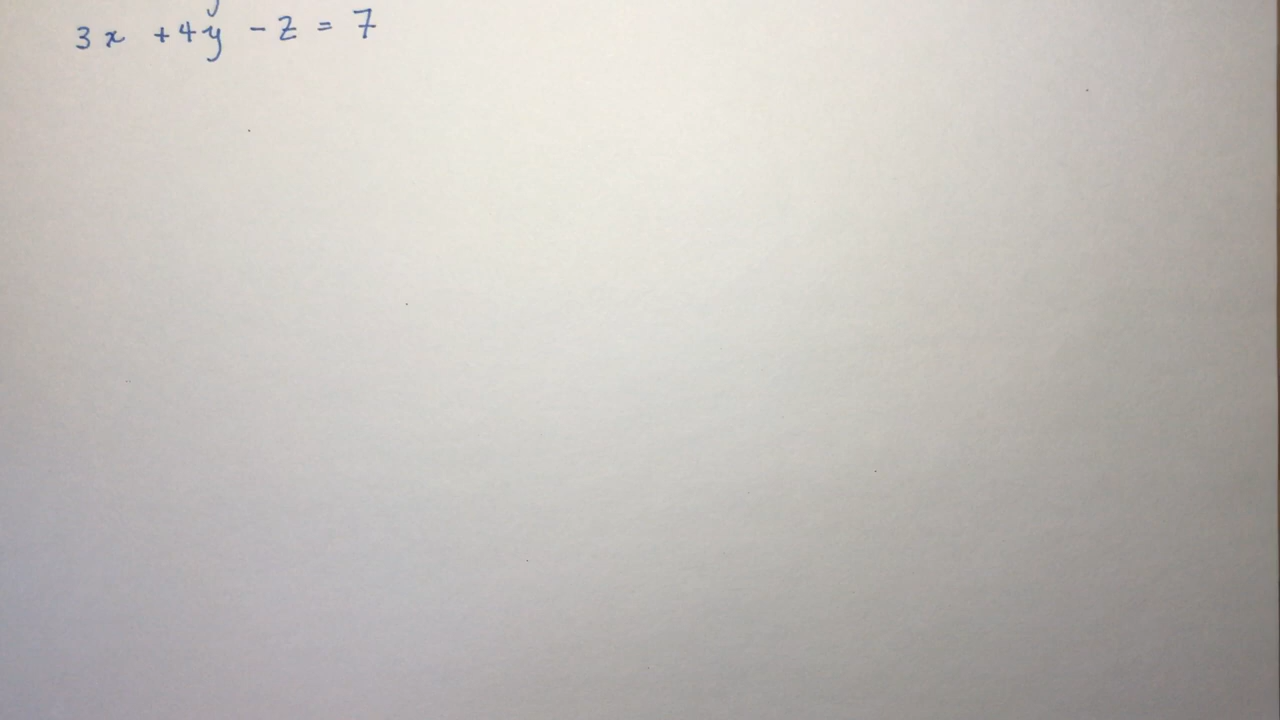 3x + 4y - z = 7